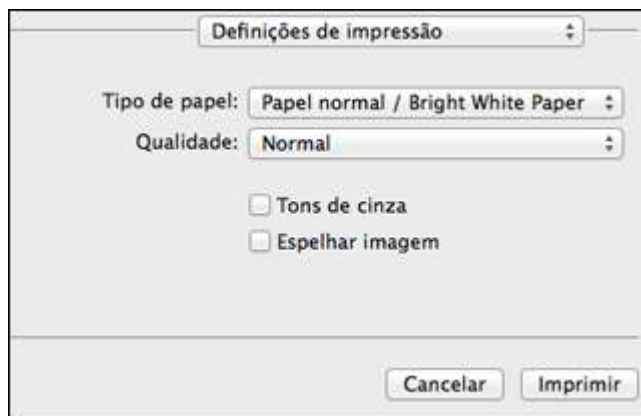 Definições de impressão
Tipo de papel: Papel normal / Bright White Paper
Qualidade: Normal
Tons de cinza
Espelhar imagem
Cancelar Imprimir